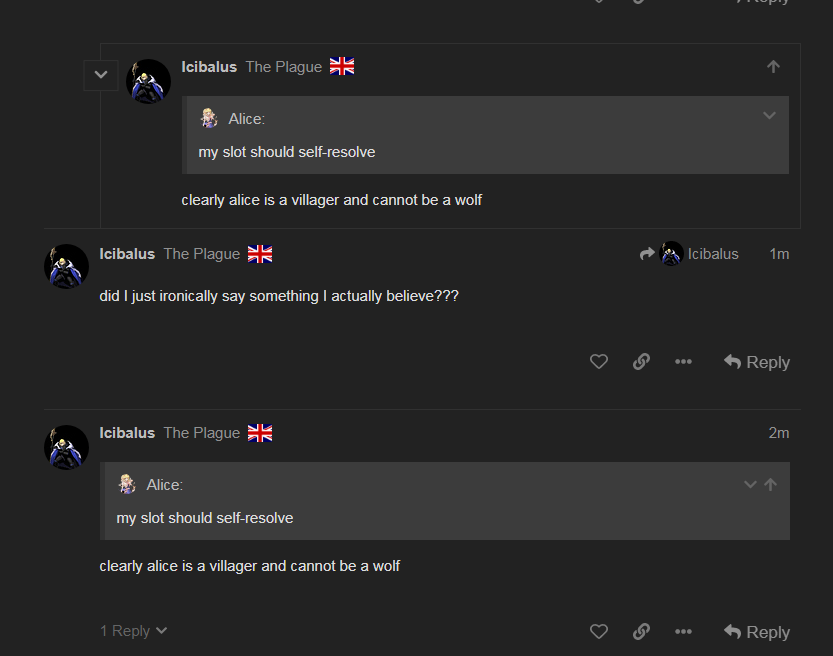 Reply
Icibalus The Plague
Alice:
my slot should self-resolve
clearly alice is a villager and cannot be a wolf
Icibalus The Plague Icibalus 1m
did I just ironically say something I actually believe???
Reply
Icibalus The Plague 2m
Alice:
my slot should self-resolve
clearly alice is a villager and cannot be a wolf
1 Reply Reply